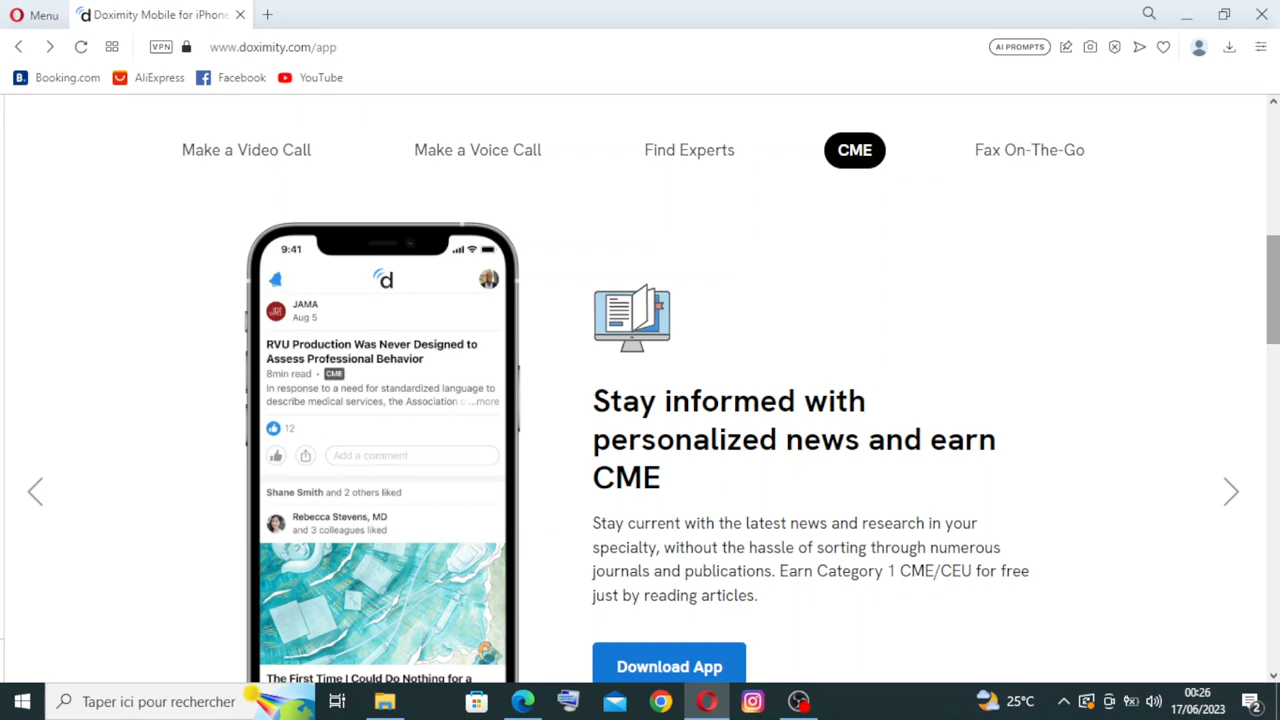 Menu
Doximity Mobile for iPhone
VPN
www.doximity.com/app
AI PROMPTS
B. Booking.com
AliExpress
Facebook
YouTube
Make a Video Call
Make a Voice Call
Find Experts
CME
Fax On-The-Go
9:41
d
JAMA
Aug 5
RVU Production Was Never Designed to
Assess Professional Behavior
8min read • CME
In response to a need for standardized language to
describe medical services, the Association o ...more
12
Add a comment
Shane Smith and 2 others liked
Rebecca Stevens, MD
and 3 colleagues liked
The First Time I Could Do Nothing for a
Stay informed with
personalized news and earn
CME
Stay current with the latest news and research in your
specialty, without the hassle of sorting through numerous
journals and publications. Earn Category 1 CME/CEU for free
just by reading articles.
Download App
Taper ici pour rechercher
25°C
00:26
17/06/2023
2